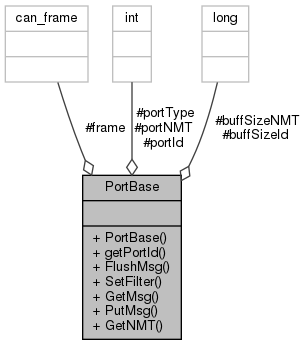 can_frame
int
long
#frame
#portType
#portNMT
#portId
#buffSizeNMT
#buffSizeId
PortBase
+ PortBase()
+ getPortId()
+ FlushMsg()
+ SetFilter()
+ GetMsg()
+ PutMsg()
+ GetNMT()